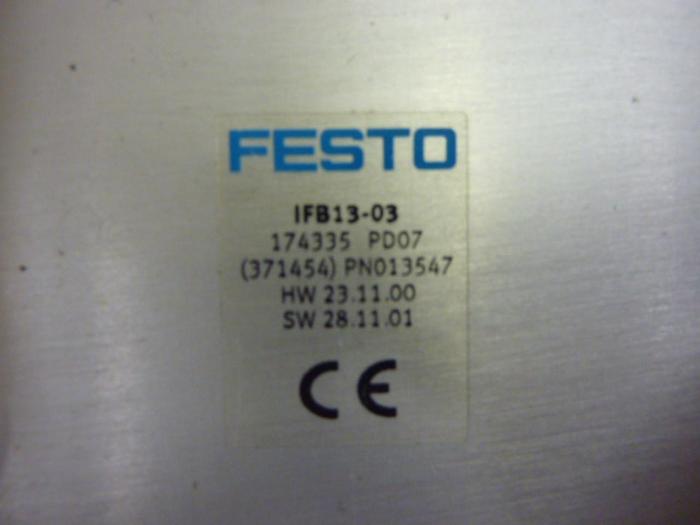 FESTO
IFB13-03
174335 PD07
(371454) PN013547
HW 23.11.00
SW 28.11.01
CE